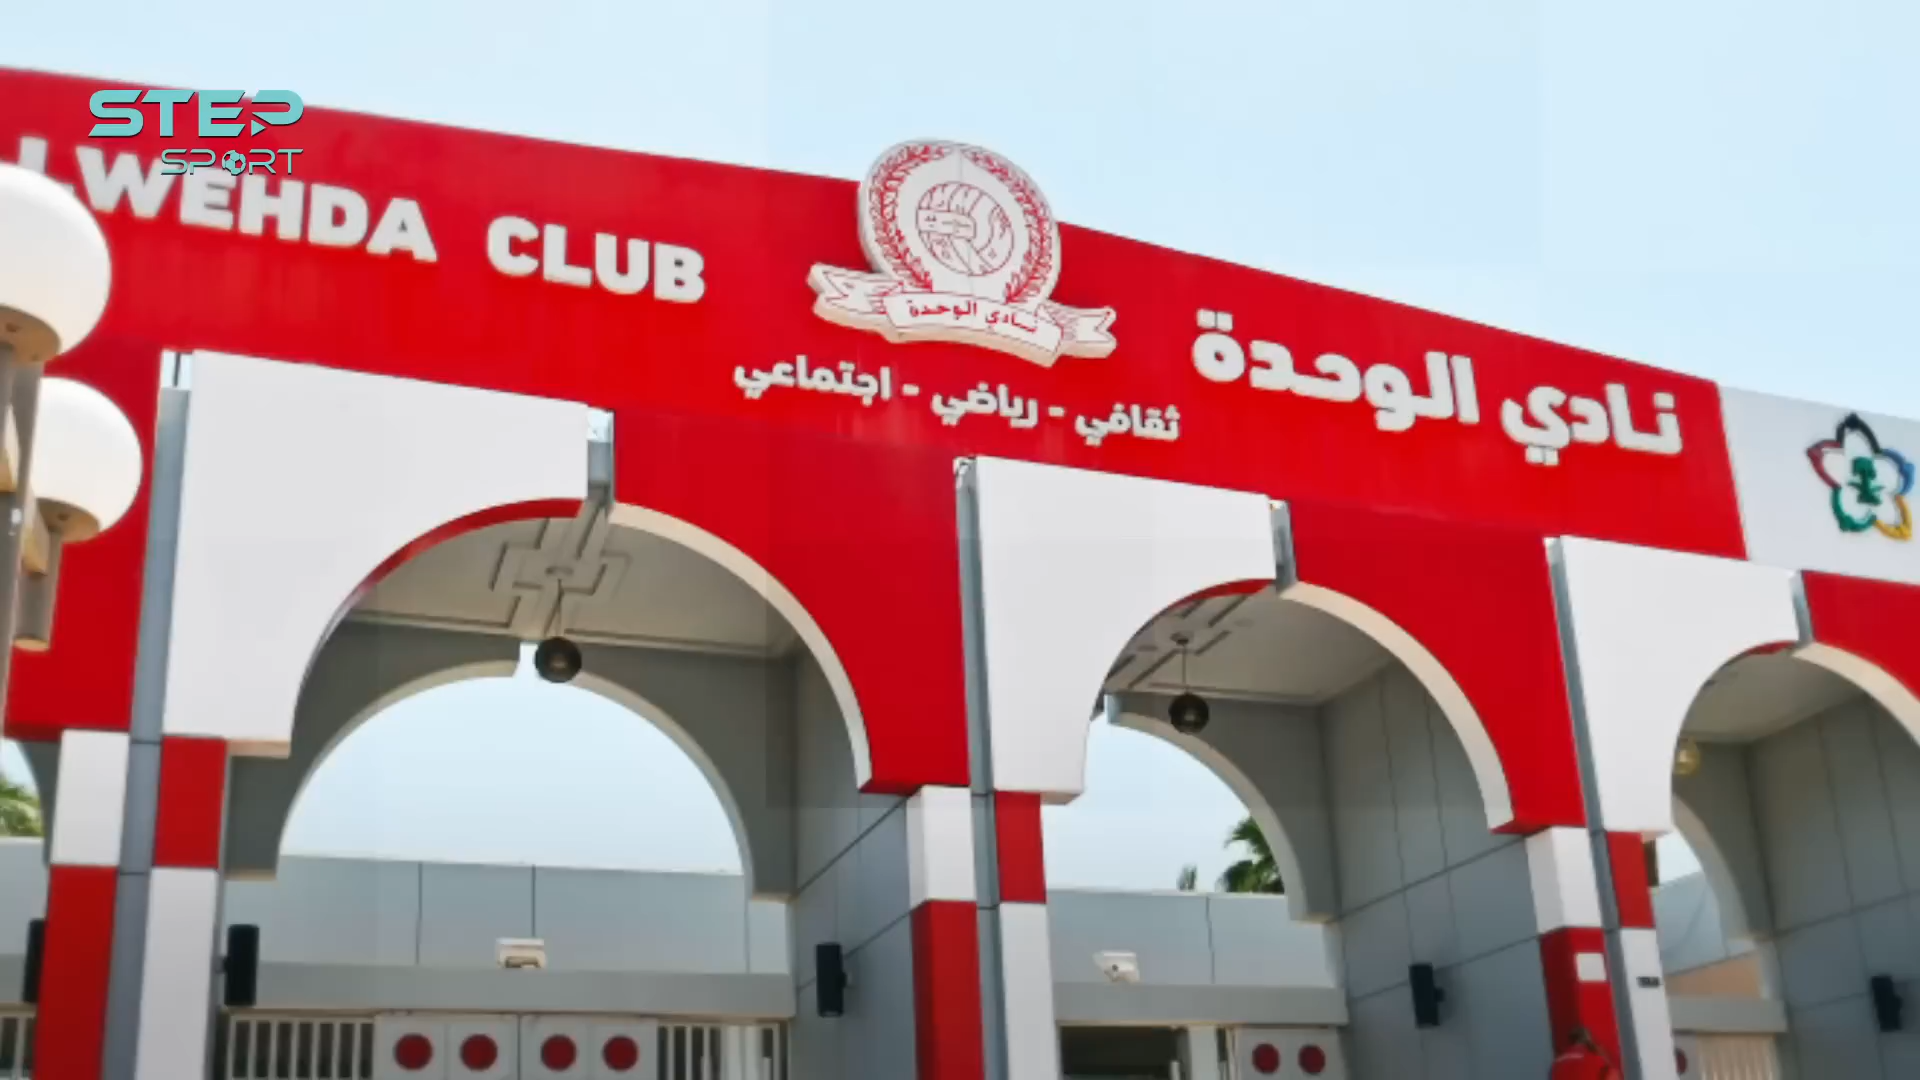 STEP
SPORT
LWEHDA CLUB
نادي الوحدة
نادي الوحدة
ثقافي - رياضي - اجتماعي